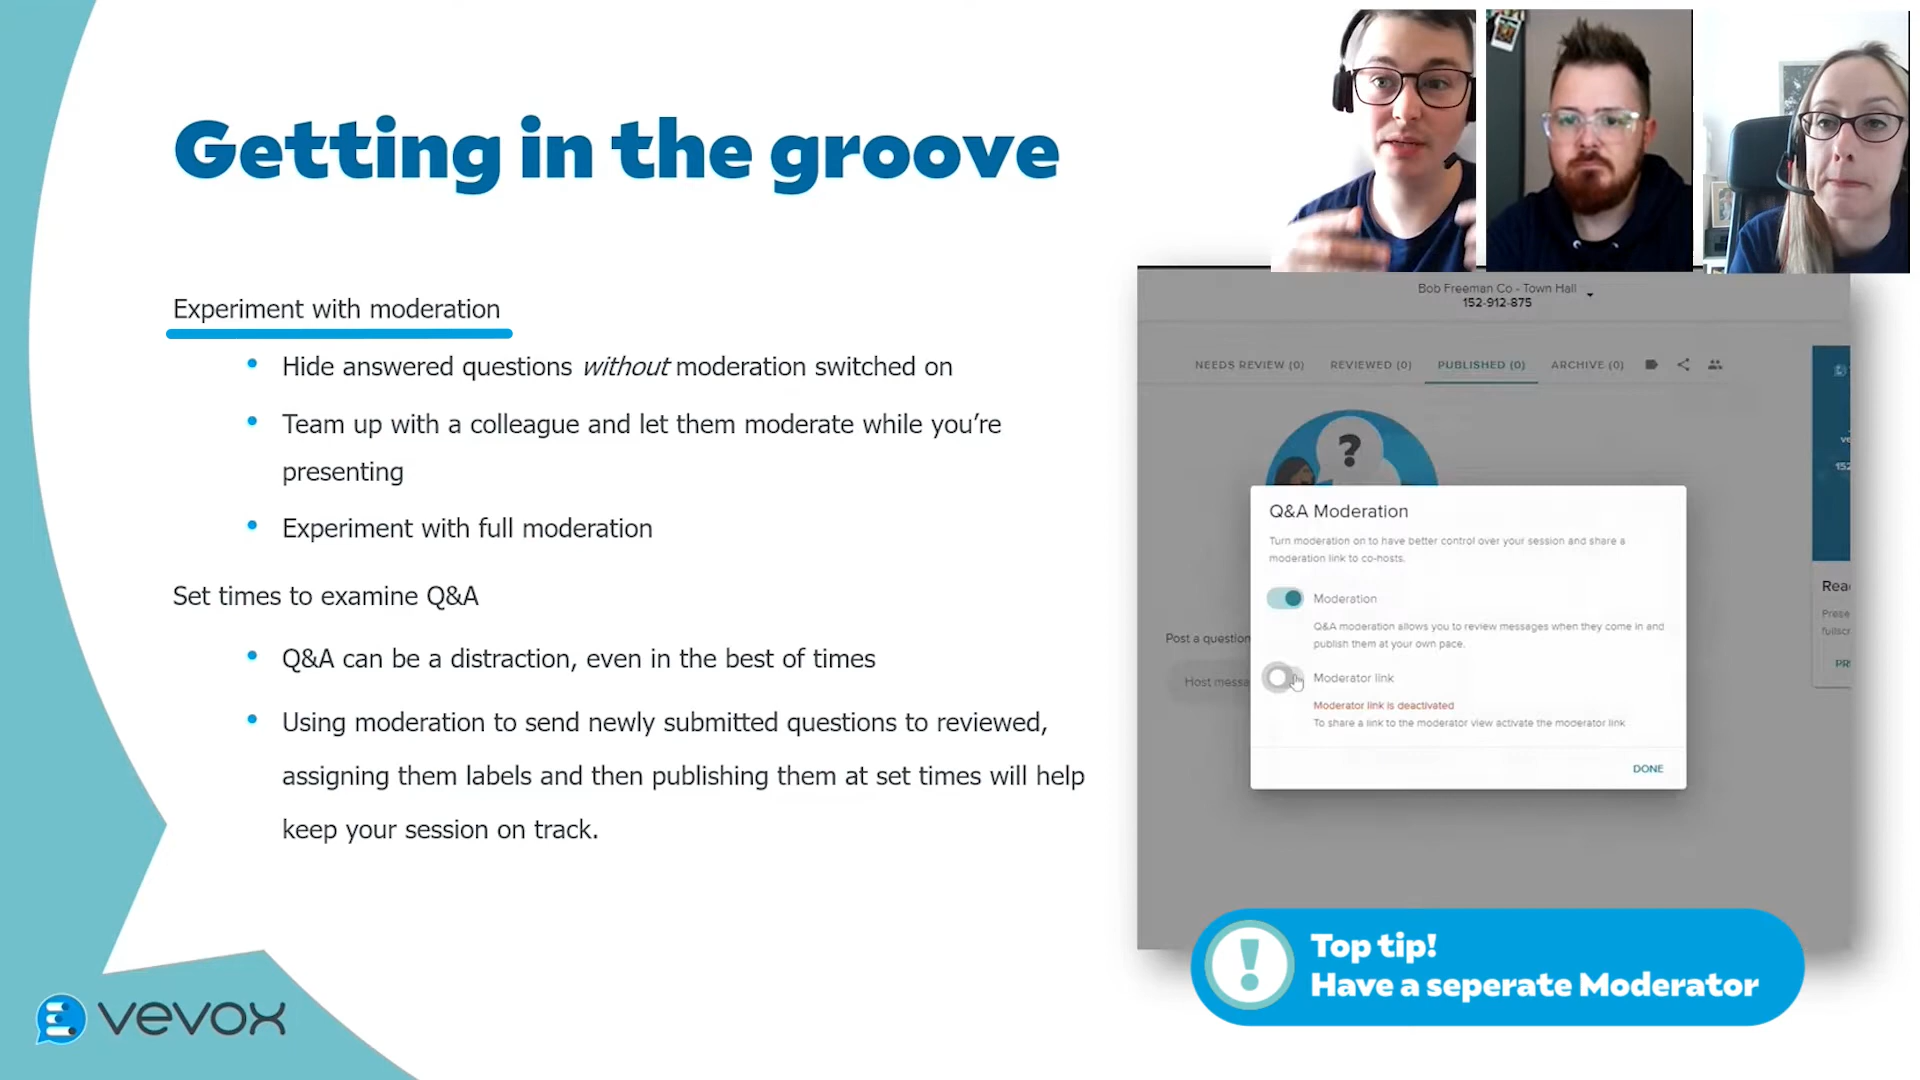 Getting in the groove
Experiment with moderation
Hide answered questions without moderation switched on
Team up with a colleague and let them moderate while you're
presenting
Experiment with full moderation
Set times to examine Q&A
Q&A can be a distraction, even in the best of times
Using moderation to send newly submitted questions to reviewed,
assigning them labels and then publishing them at set times will help
keep your session on track.
vevox
Bob Freeman Co - Town Hall
152-912-875
NEEDS REVIEW (0) REVIEWED (0) PUBLISHED (0) ARCHIVE (0)
?
Q&A Moderation
Turn moderation on to have better control over your session and share a
moderation link to co-hosts.
Moderation
Q&A moderation allows you to review messages when they come in and
publish them at your own pace.
Moderator link
Moderator link is deactivated
To share a link to the moderator view activate the moderator link
DONE
Post a question
Host
Top tip!
Have a seperate Moderator